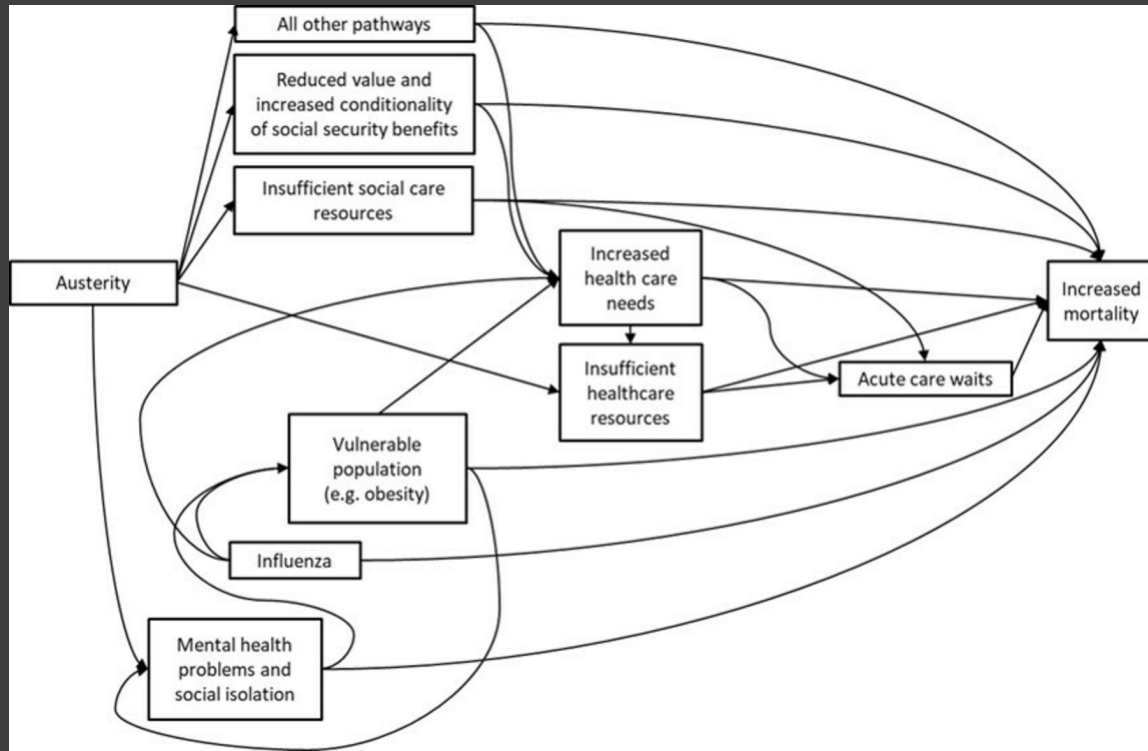 All other pathways
Reduced value and
increased conditionality
of social security benefits
Insufficient social care
resources
Austerity
Increased
health care
needs
Increased
mortality
Insufficient
healthcare
resources
Acute care waits
Vulnerable
population
(e.g. obesity)
Influenza
Mental health
problems and
social isolation